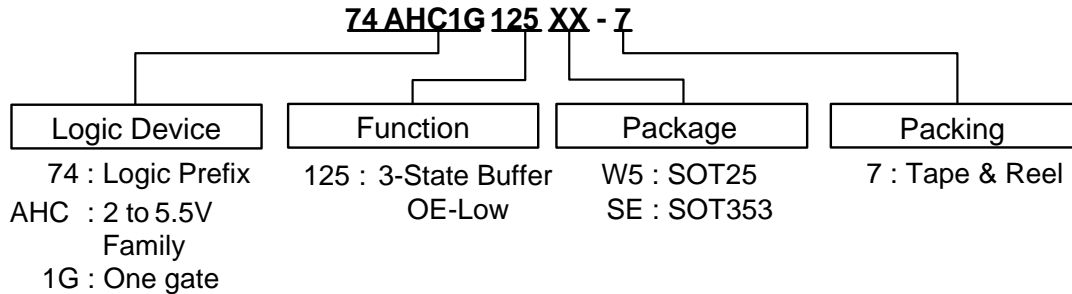 74 AHC1G 125 XX - 7
Logic Device
Function
Package
Packing
74 : Logic Prefix
AHC : 2 to 5.5V
Family
1G : One gate
125 : 3-State Buffer
OE-Low
W5 : SOT25
SE : SOT353
7 : Tape & Reel